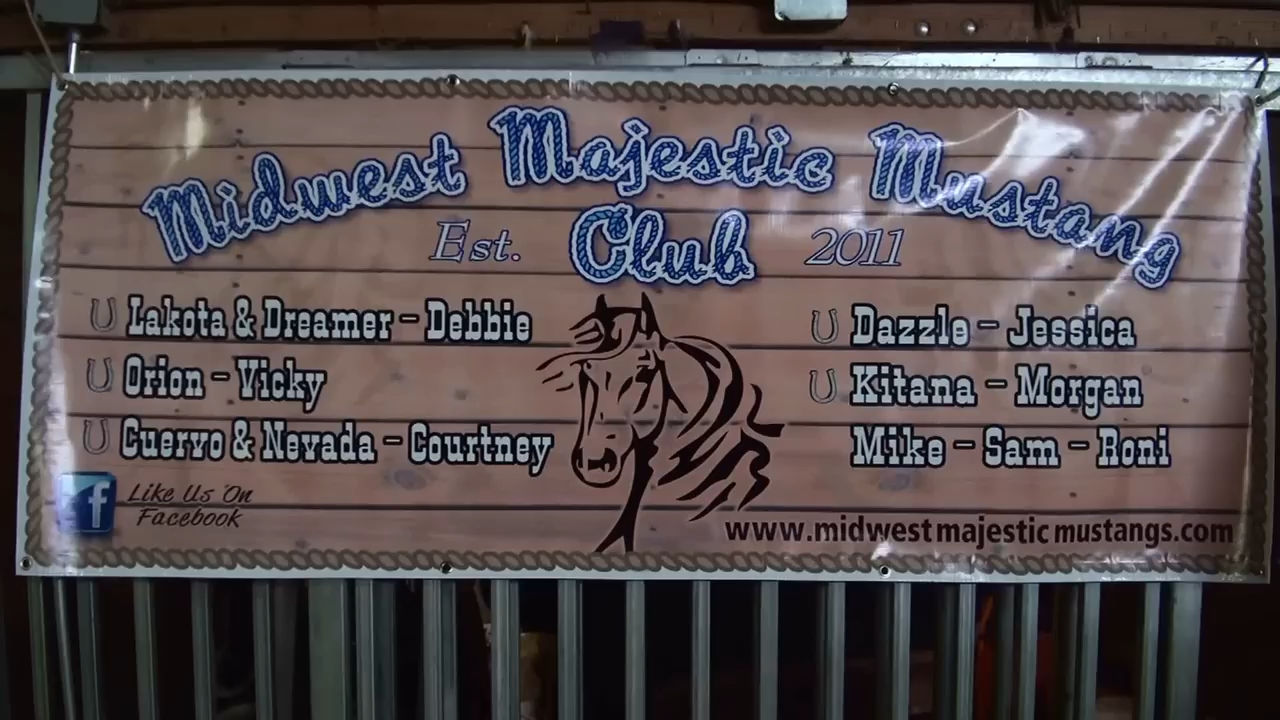 Midwest Majestic Mustang
Est. Club 2011
Lakota & Dreamer - Debbie
Orion - Vicky
Cuervo & Nevada - Courtney
Dazzle - Jessica
Kitana - Morgan
Mike - Sam - Roni
f
Like Us On
Facebook
www.midwestmajesticmustangs.com